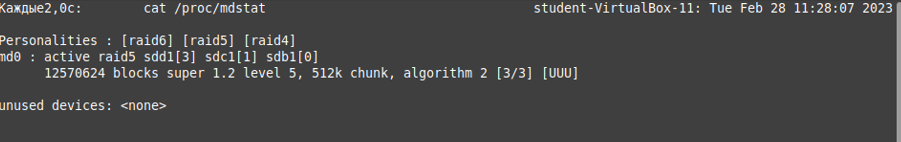 Каждые2,0с: cat /proc/mdstat student-VirtualBox-11: Tue Feb 28 11:28:07 2023
Personalities : [raid6] [raid5] [raid4]
md0 : active raid5 sdd1[3] sdc1[1] sdb1[0]
12570624 blocks super 1.2 level 5, 512k chunk, algorithm 2 [3/3] [UUU]
unused devices: <none>